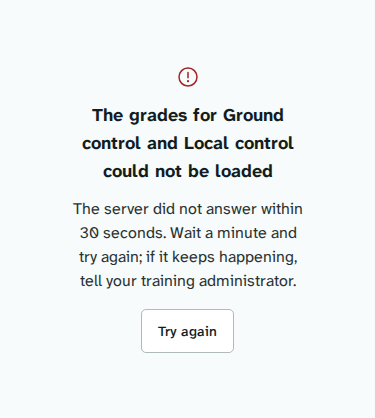 The grades for Ground
control and Local control
could not be loaded
The server did not answer within
30 seconds. Wait a minute and
try again; if it keeps happening,
tell your training administrator.
Try again